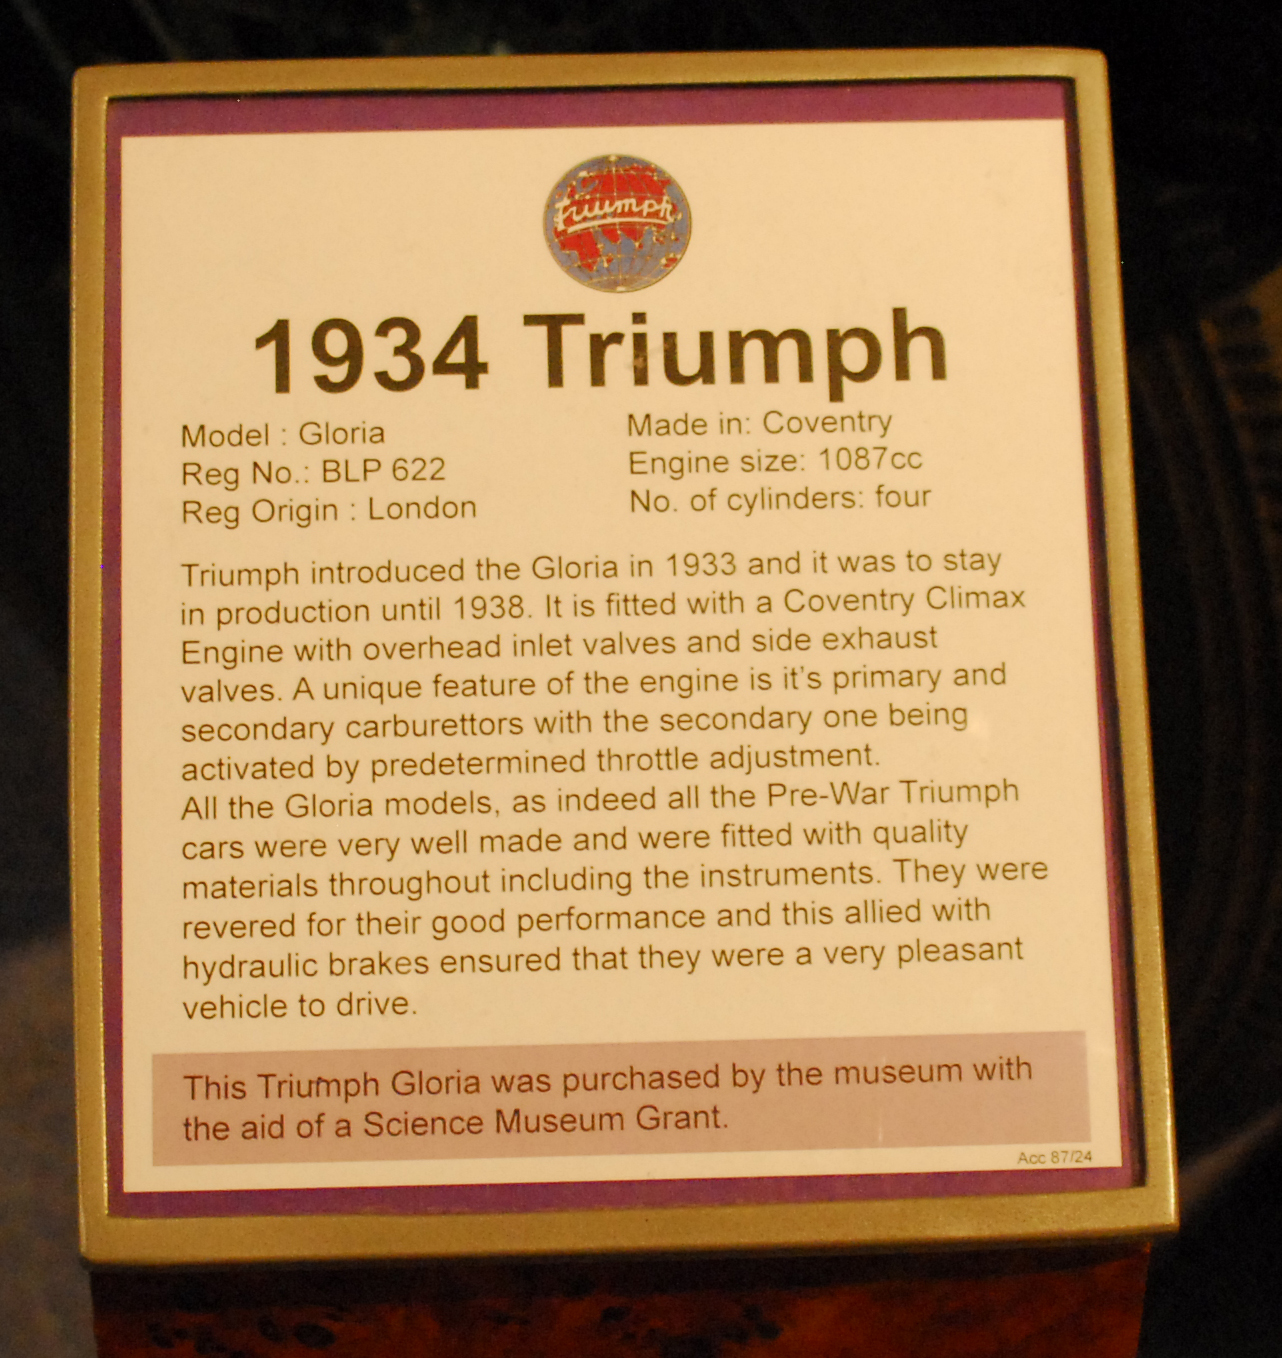 Triumph
1934 Triumph
Model : Gloria
Reg No.: BLP 622
Reg Origin : London
Made in: Coventry
Engine size: 1087cc
No. of cylinders: four
Triumph introduced the Gloria in 1933 and it was to stay
in production until 1938. It is fitted with a Coventry Climax
Engine with overhead inlet valves and side exhaust
valves. A unique feature of the engine is it's primary and
secondary carburettors with the secondary one being
activated by predetermined throttle adjustment.
All the Gloria models, as indeed all the Pre-War Triumph
cars were very well made and were fitted with quality
materials throughout including the instruments. They were
revered for their good performance and this allied with
hydraulic brakes ensured that they were a very pleasant
vehicle to drive.
This Triumph Gloria was purchased by the museum with
the aid of a Science Museum Grant.
Acc 87/24